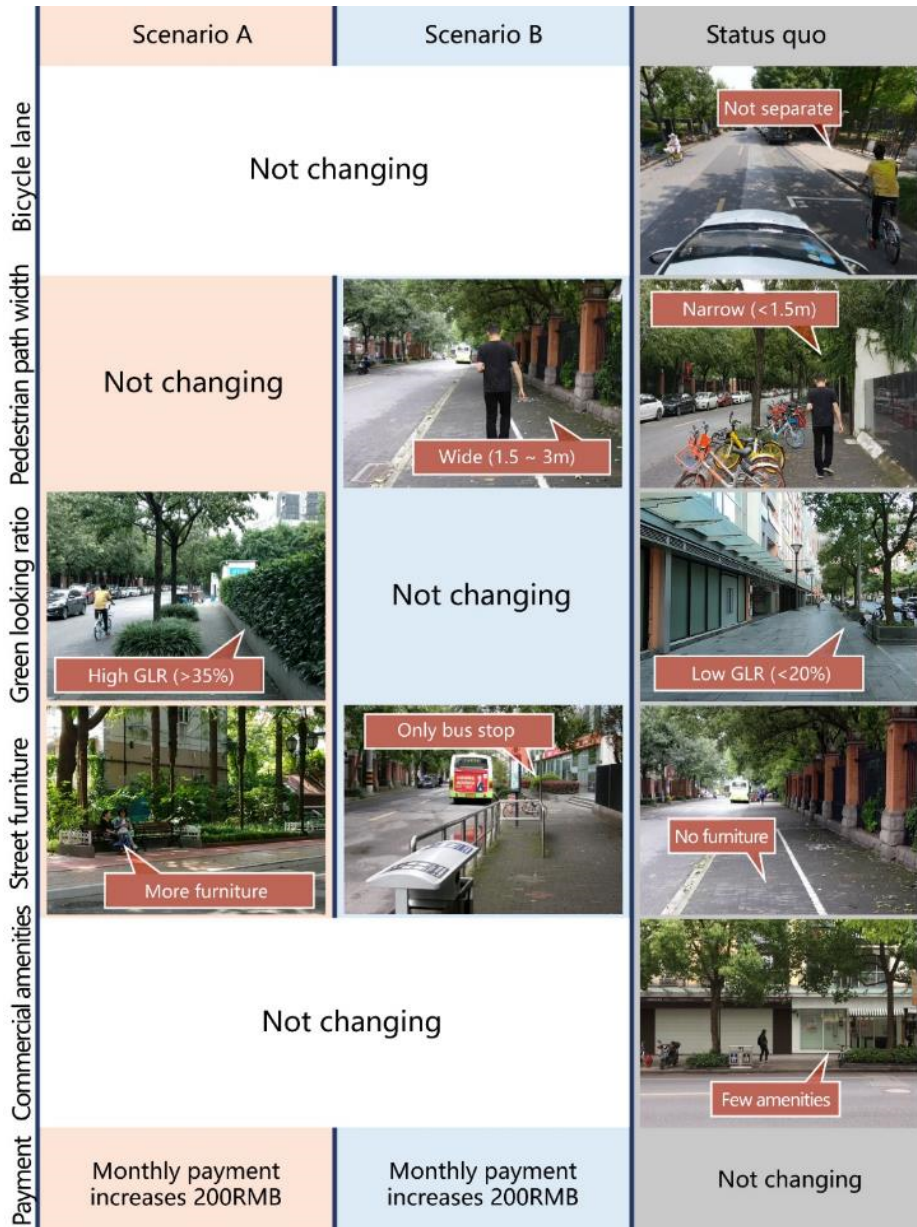 Scenario A
Scenario B
Status quo
Bicycle lane
Not changing
Not separate
Pedestrian path width
Not changing
Wide (1.5 ~ 3m)
Narrow (<1.5m)
Green looking ratio
High GLR (>35%)
Not changing
Low GLR (<20%)
Street furniture
More furniture
Only bus stop
No furniture
Commercial amenities
Not changing
Few amenities
Payment
Monthly payment
increases 200RMB
Monthly payment
increases 200RMB
Not changing